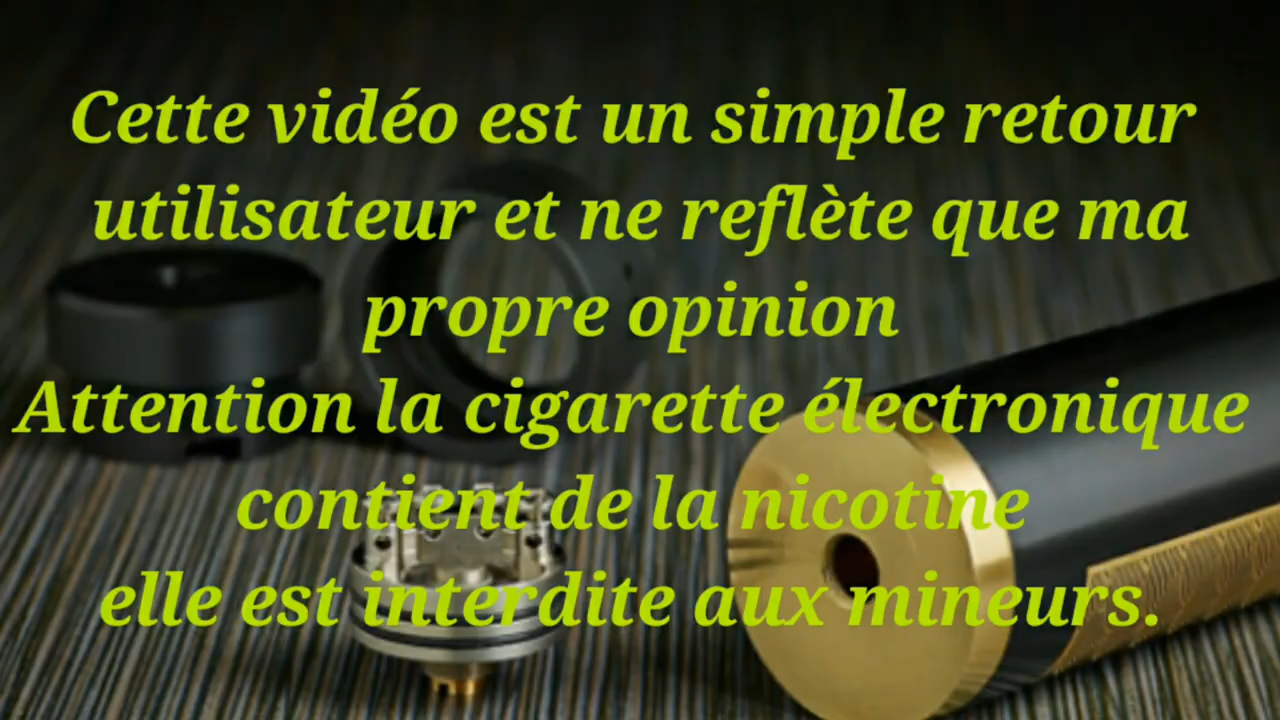 Cette vidéo est un simple retour
utilisateur et ne reflète que ma
propre opinion
Attention la cigarette électronique
contient de la nicotine
elle est interdite aux mineurs.